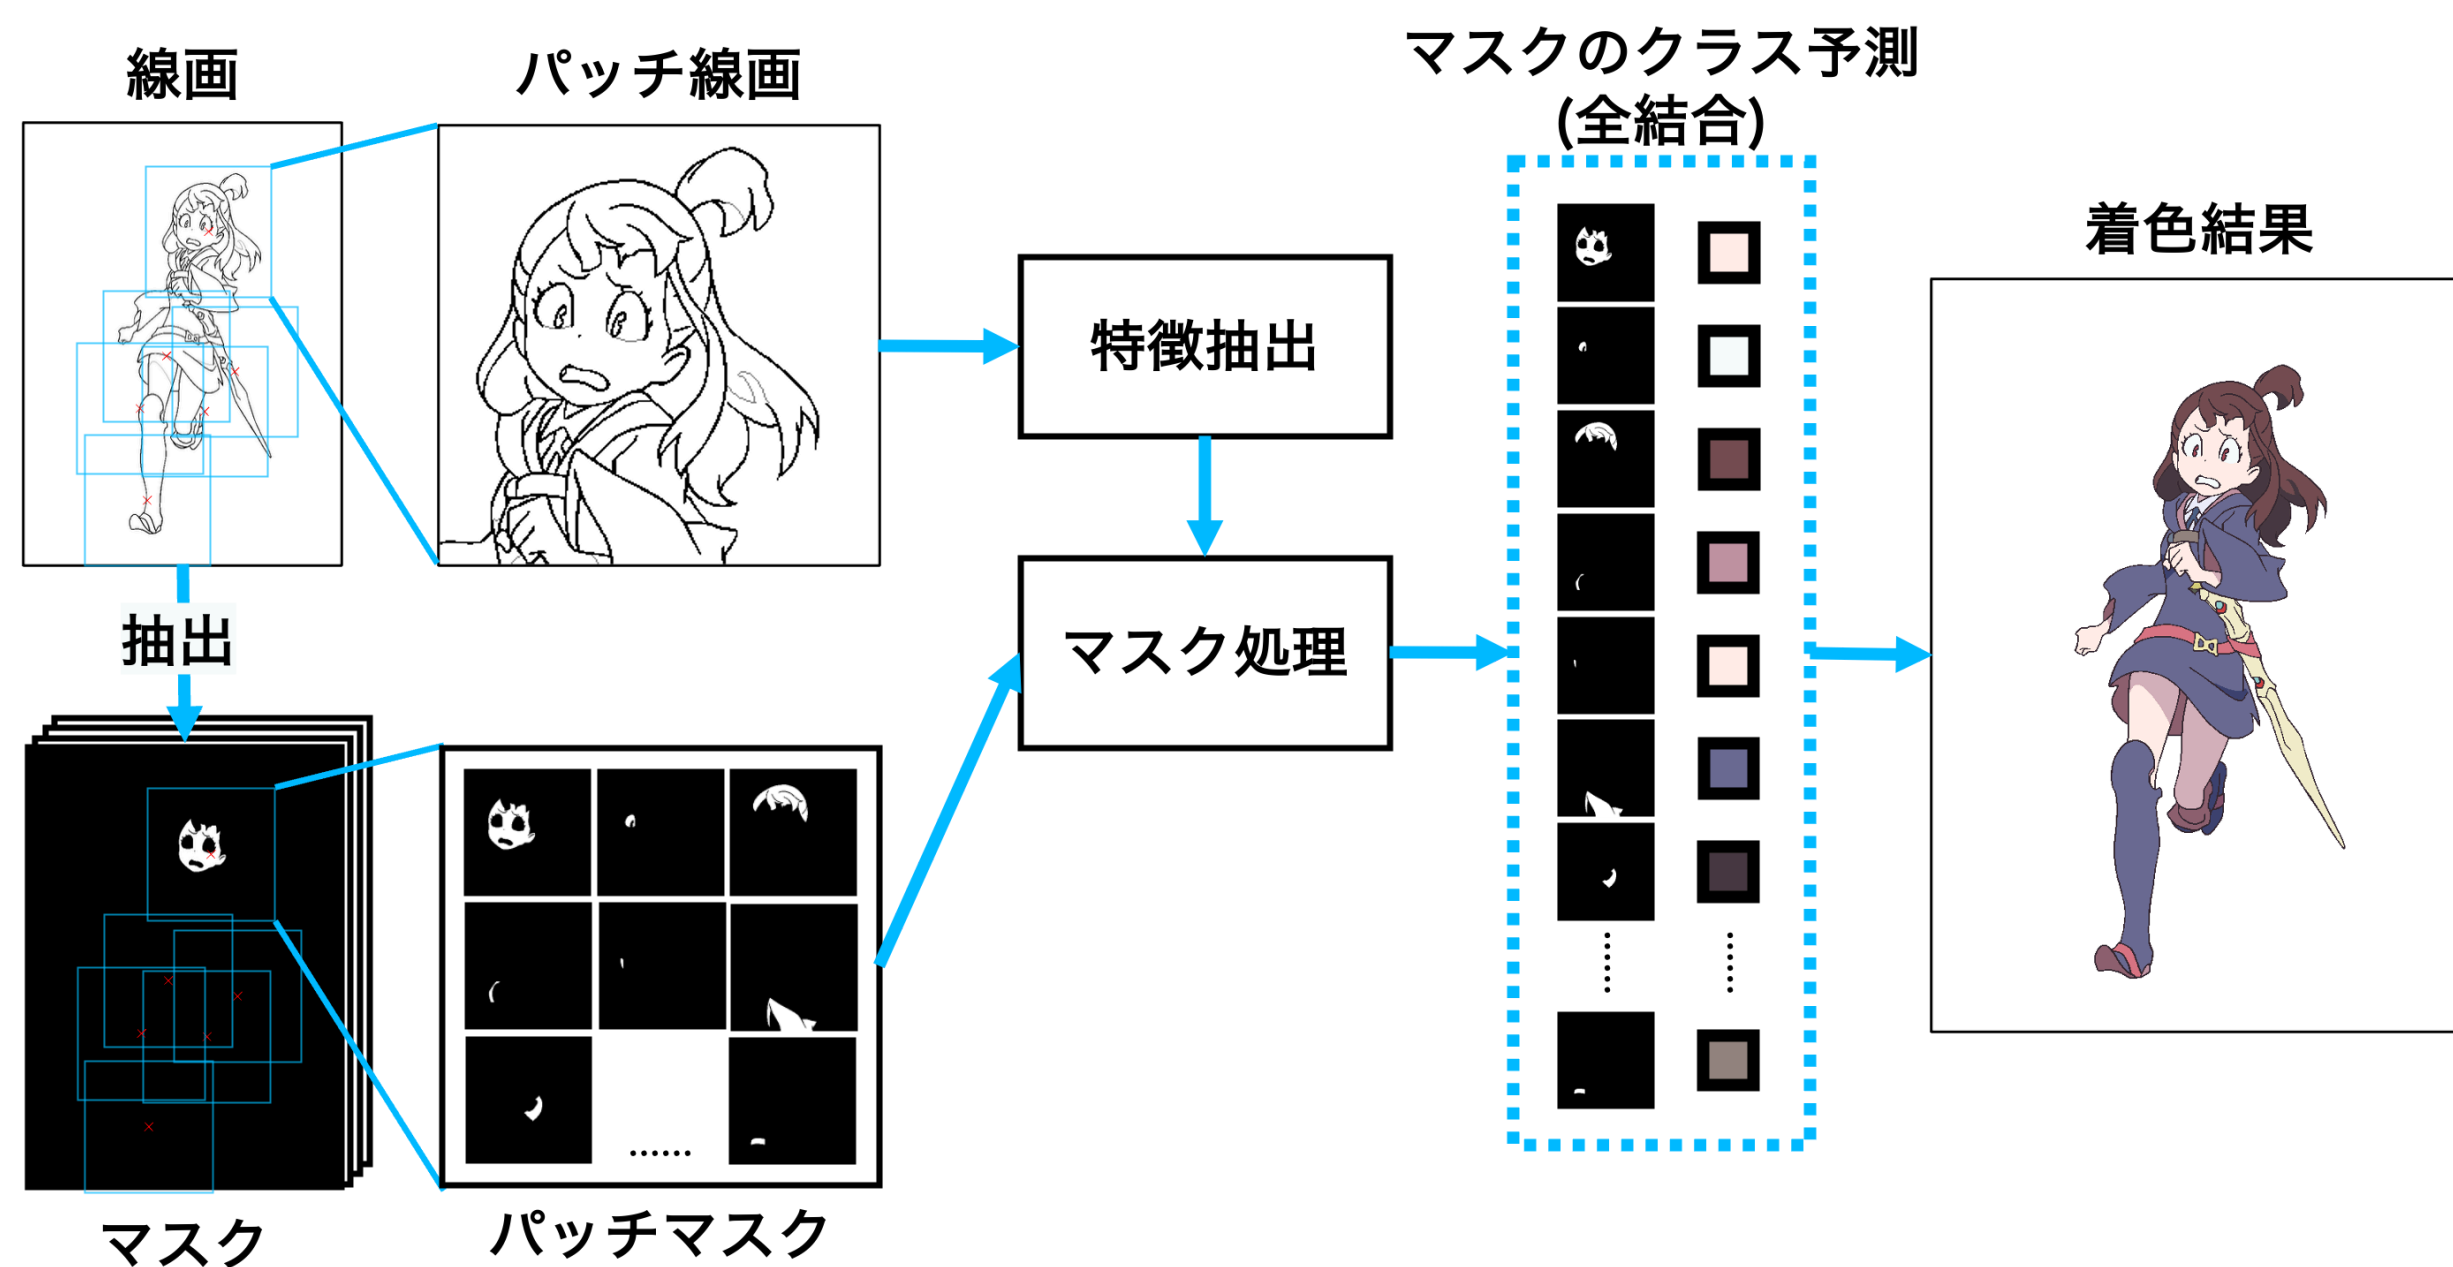 線画
パッチ線画
マスクのクラス予測
(全結合)
着色結果
特徴抽出
抽出
マスク処理
......
マスク
パッチマスク